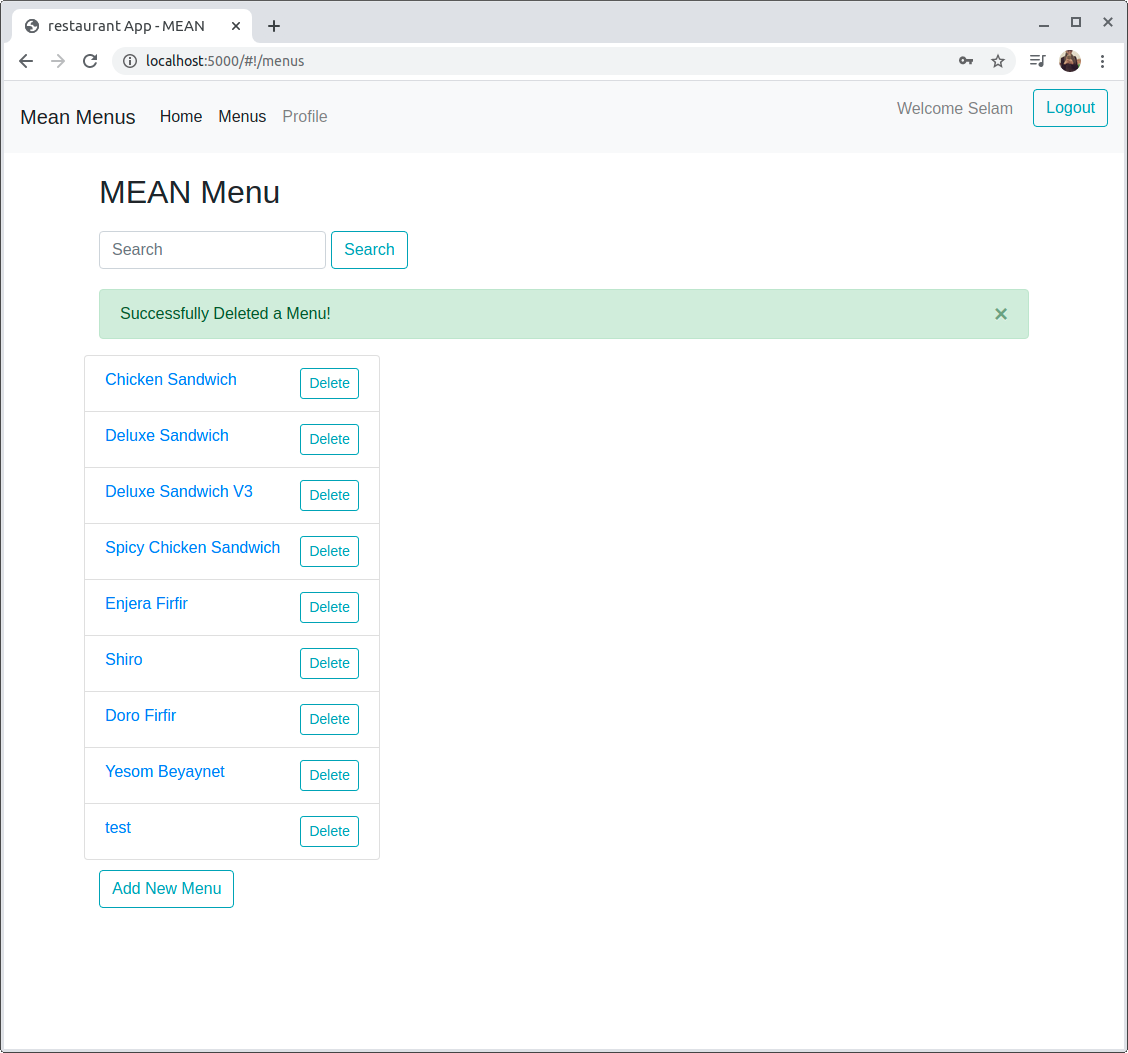 restaurant App - MEAN
localhost:5000/#!/menus
Mean Menus Home Menus Profile Welcome Selam Logout
MEAN Menu
Search Search
Successfully Deleted a Menu! ×
Chicken Sandwich Delete
Deluxe Sandwich Delete
Deluxe Sandwich V3 Delete
Spicy Chicken Sandwich Delete
Enjera Firfir Delete
Shiro Delete
Doro Firfir Delete
Yesom Beyaynet Delete
test Delete
Add New Menu